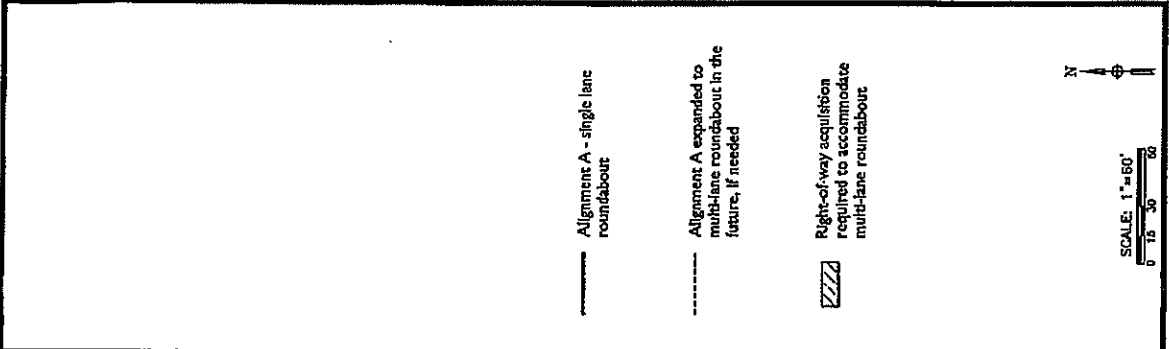 Alignment A - single lane
roundabout
Alignment A expanded to
multi-lane roundabout in the
future, if needed
Right-of-way acquisition
required to accommodate
multi-lane roundabout
N
SCALE: 1"=60'
0 15 30 60